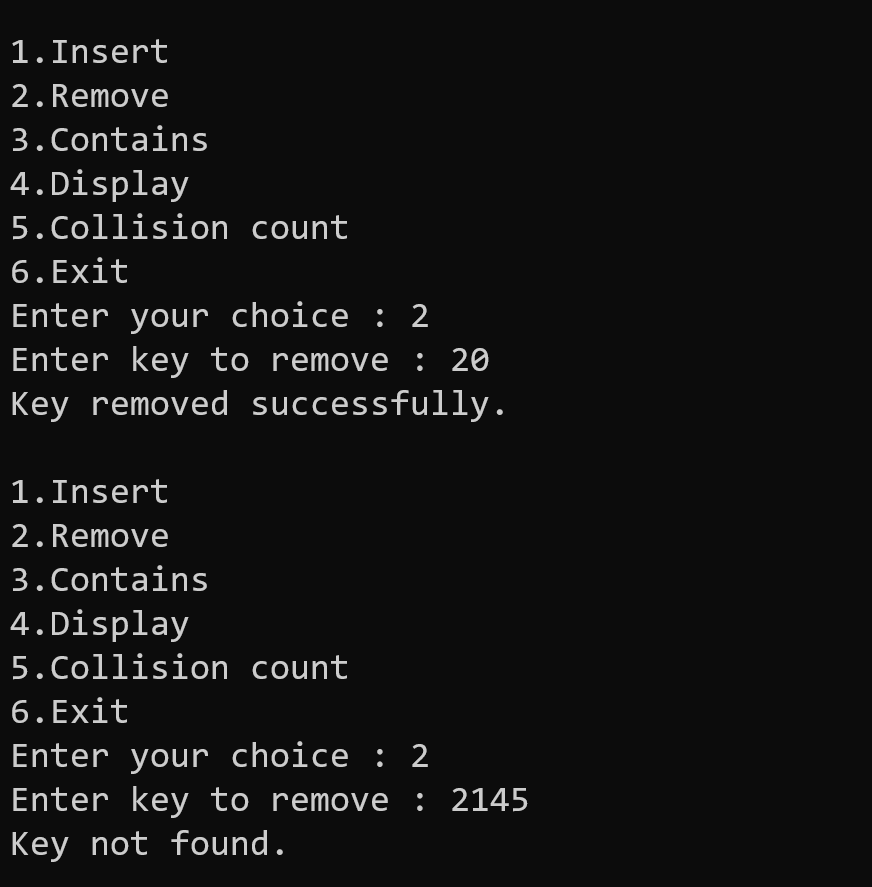 1.Insert
2.Remove
3.Contains
4.Display
5.Collision count
6.Exit
Enter your choice : 2
Enter key to remove : 20
Key removed successfully.

1.Insert
2.Remove
3.Contains
4.Display
5.Collision count
6.Exit
Enter your choice : 2
Enter key to remove : 2145
Key not found.